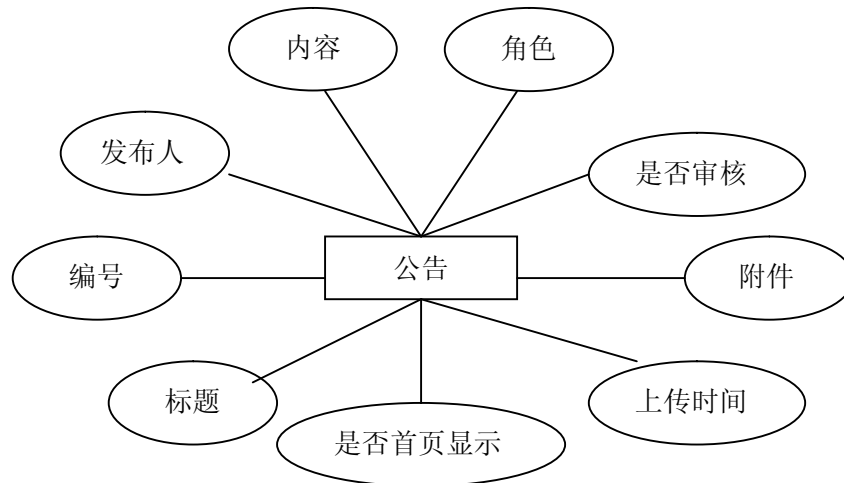 内容
角色
发布人
是否审核
编号
公告
附件
标题
是否首页显示
上传时间